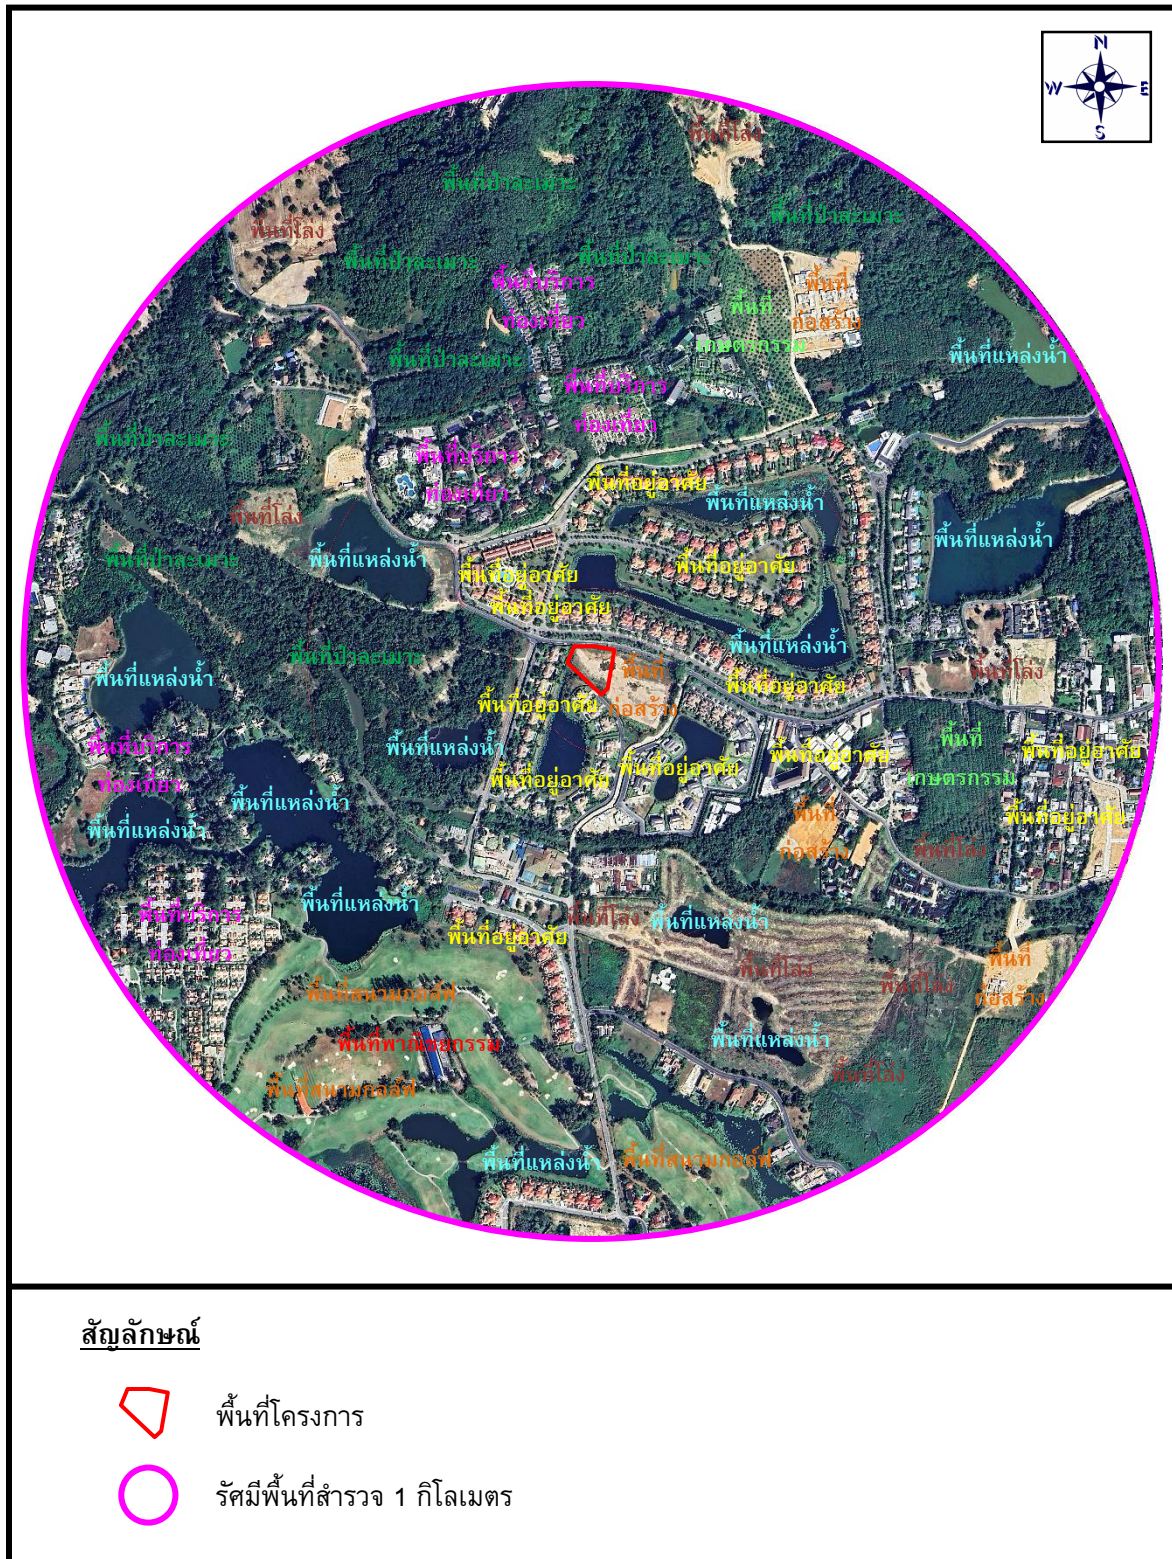 N
W E
S
พื้นที่โล่ง
พื้นที่ป่าละเมาะ
พื้นที่ป่าละเมาะ
พื้นที่โล่ง
พื้นที่ป่าละเมาะ
พื้นที่ป่าละเมาะ
พื้นที่บริการ
ท่องเที่ยว
พื้นที่
ก่อสร้าง
พื้นที่
เกษตรกรรม
พื้นที่แหล่งน้ำ
พื้นที่ป่าละเมาะ
พื้นที่บริการ
ท่องเที่ยว
พื้นที่ป่าละเมาะ
พื้นที่บริการ
ท่องเที่ยว
พื้นที่อยู่อาศัย
พื้นที่แหล่งน้ำ
พื้นที่โล่ง
พื้นที่แหล่งน้ำ
พื้นที่ป่าละเมาะ
พื้นที่แหล่งน้ำ
พื้นที่อยู่อาศัย
พื้นที่อยู่อาศัย
พื้นที่อยู่อาศัย
พื้นที่แหล่งน้ำ
พื้นที่ป่าละเมาะ
พื้นที่
ก่อสร้าง
พื้นที่โล่ง
พื้นที่แหล่งน้ำ
พื้นที่อยู่อาศัย
พื้นที่อยู่อาศัย
พื้นที่บริการ
ท่องเที่ยว
พื้นที่แหล่งน้ำ
พื้นที่
เกษตรกรรม
พื้นที่อยู่อาศัย
พื้นที่อยู่อาศัย
พื้นที่อยู่อาศัย
พื้นที่อยู่อาศัย
พื้นที่แหล่งน้ำ
พื้นที่แหล่งน้ำ
พื้นที่
ก่อสร้าง
พื้นที่อยู่อาศัย
พื้นที่โล่ง
พื้นที่แหล่งน้ำ
พื้นที่บริการ
ท่องเที่ยว
พื้นที่โล่ง
พื้นที่แหล่งน้ำ
พื้นที่อยู่อาศัย
พื้นที่โล่ง
พื้นที่โล่ง
พื้นที่
ก่อสร้าง
พื้นที่สนามกอล์ฟ
พื้นที่พาณิชยกรรม
พื้นที่แหล่งน้ำ
พื้นที่โล่ง
พื้นที่สนามกอล์ฟ
พื้นที่แหล่งน้ำ
พื้นที่สนามกอล์ฟ
สัญลักษณ์
พื้นที่โครงการ
รัศมีพื้นที่สำรวจ 1 กิโลเมตร